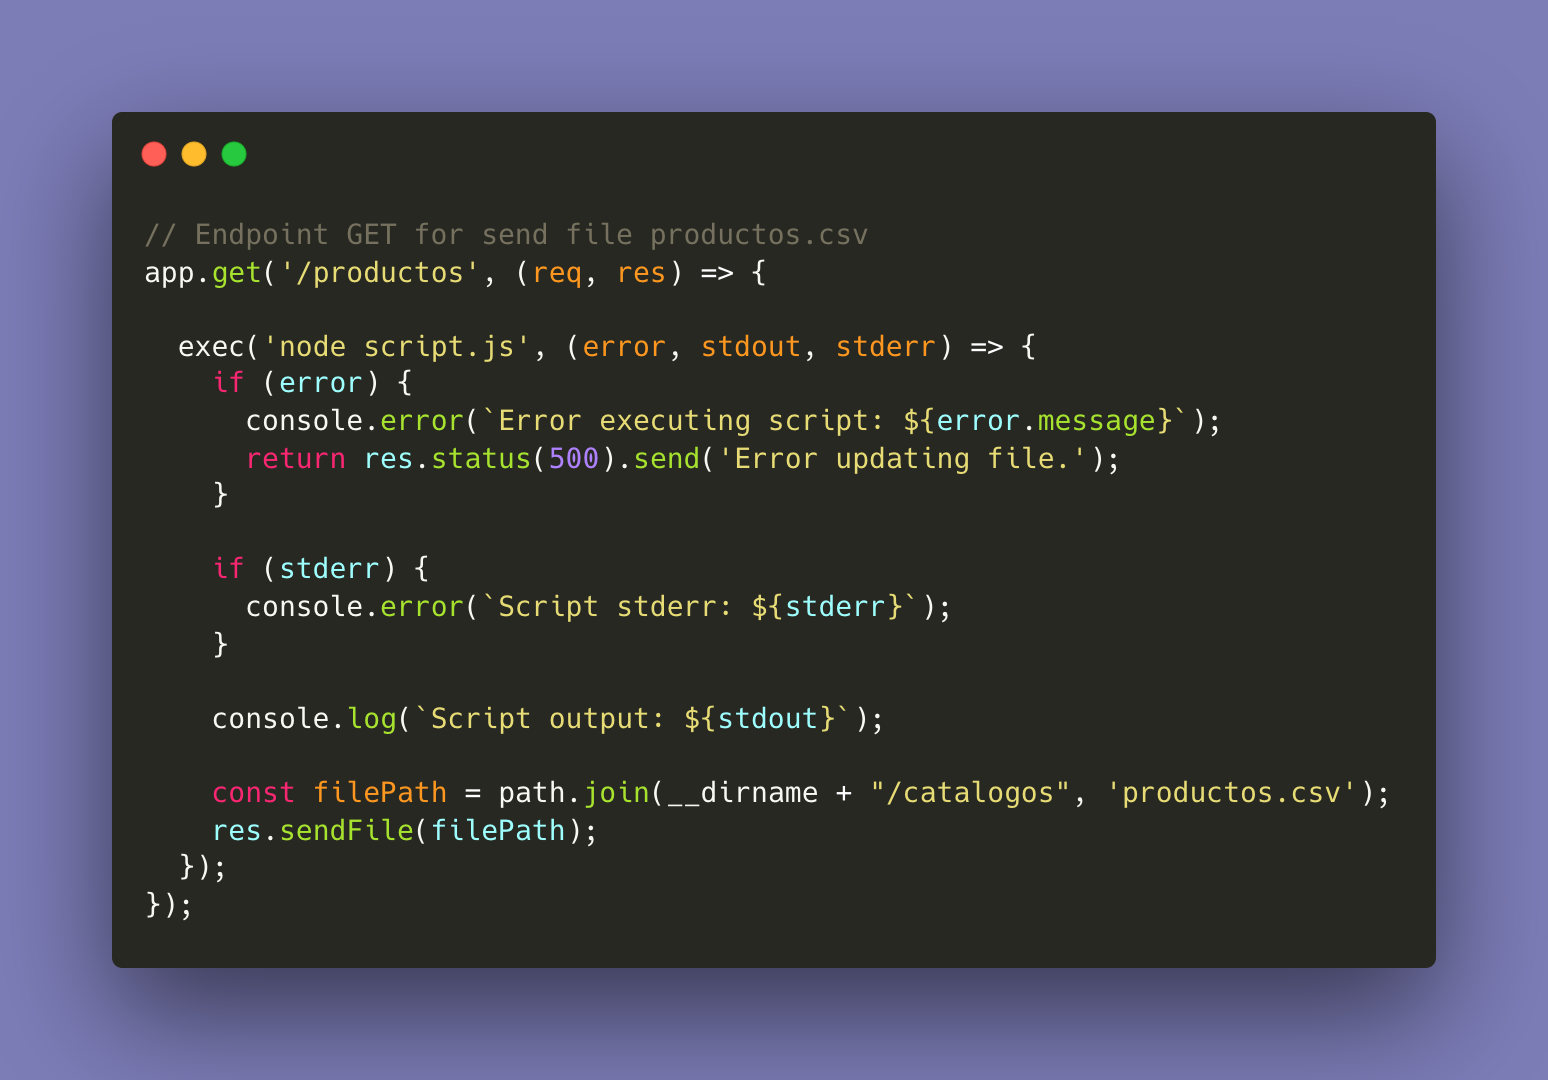 // Endpoint GET for send file productos.csv
app.get('/productos', (req, res) => {
exec('node script.js', (error, stdout, stderr) => {
if (error) {
console.error(`Error executing script: ${error.message}`);
return res.status(500).send('Error updating file.');
}
if (stderr) {
console.error(`Script stderr: ${stderr}`);
}
console.log(`Script output: ${stdout}`);
const filePath = path.join(__dirname + "/catalogos", 'productos.csv');
res.sendFile(filePath);
});
});